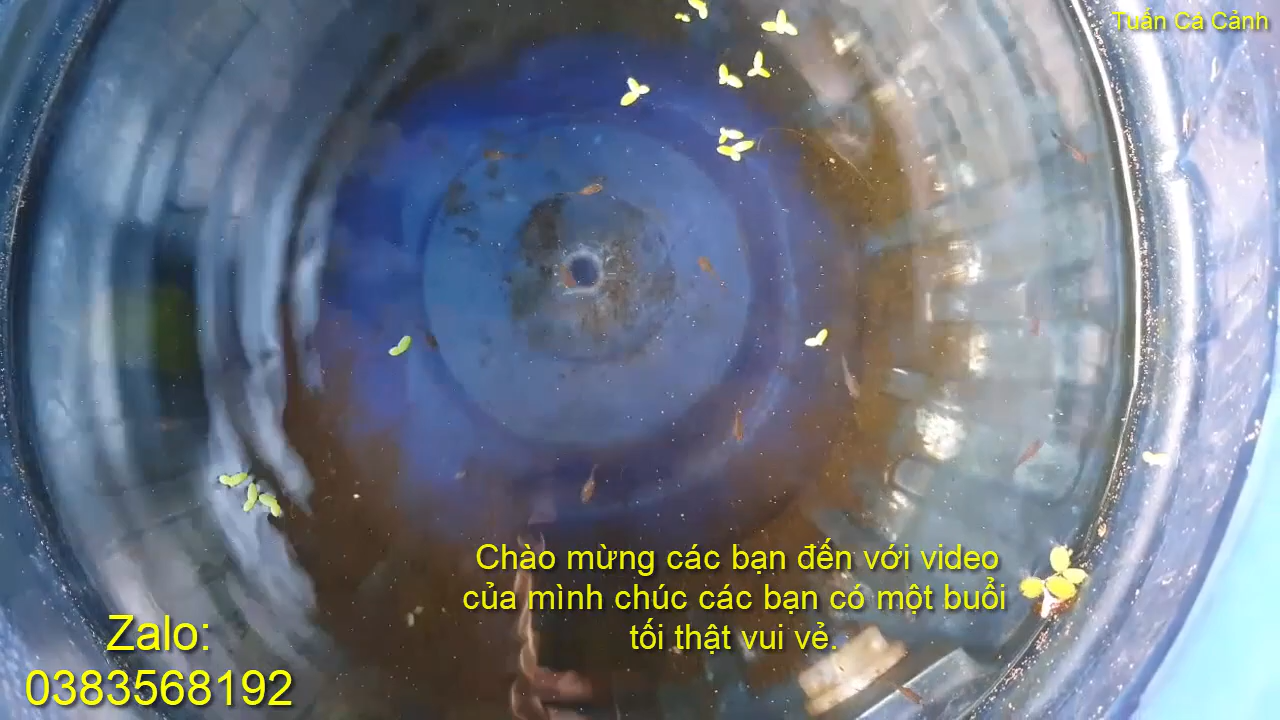 Tuấn Cá Cảnh
Chào mừng các bạn đến với video
của mình chúc các bạn có một buổi
tối thật vui vẻ.
Zalo:
0383568192